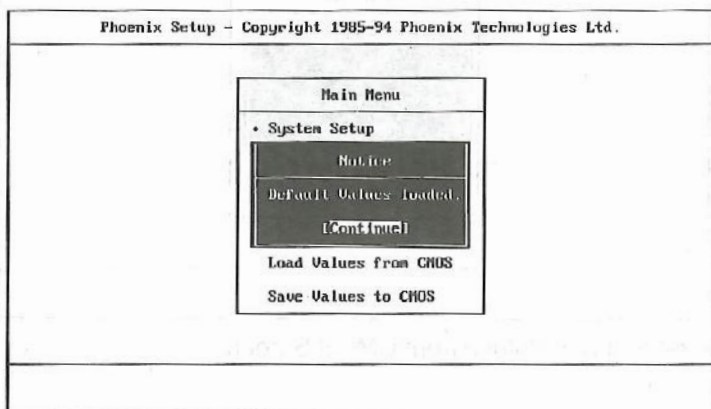 Phoenix Setup - Copyright 1985-94 Phoenix Technologies Ltd.
Main Menu
• System Setup
Notice
Default Values loaded.
[Continue]
Load Values from CMOS
Save Values to CMOS